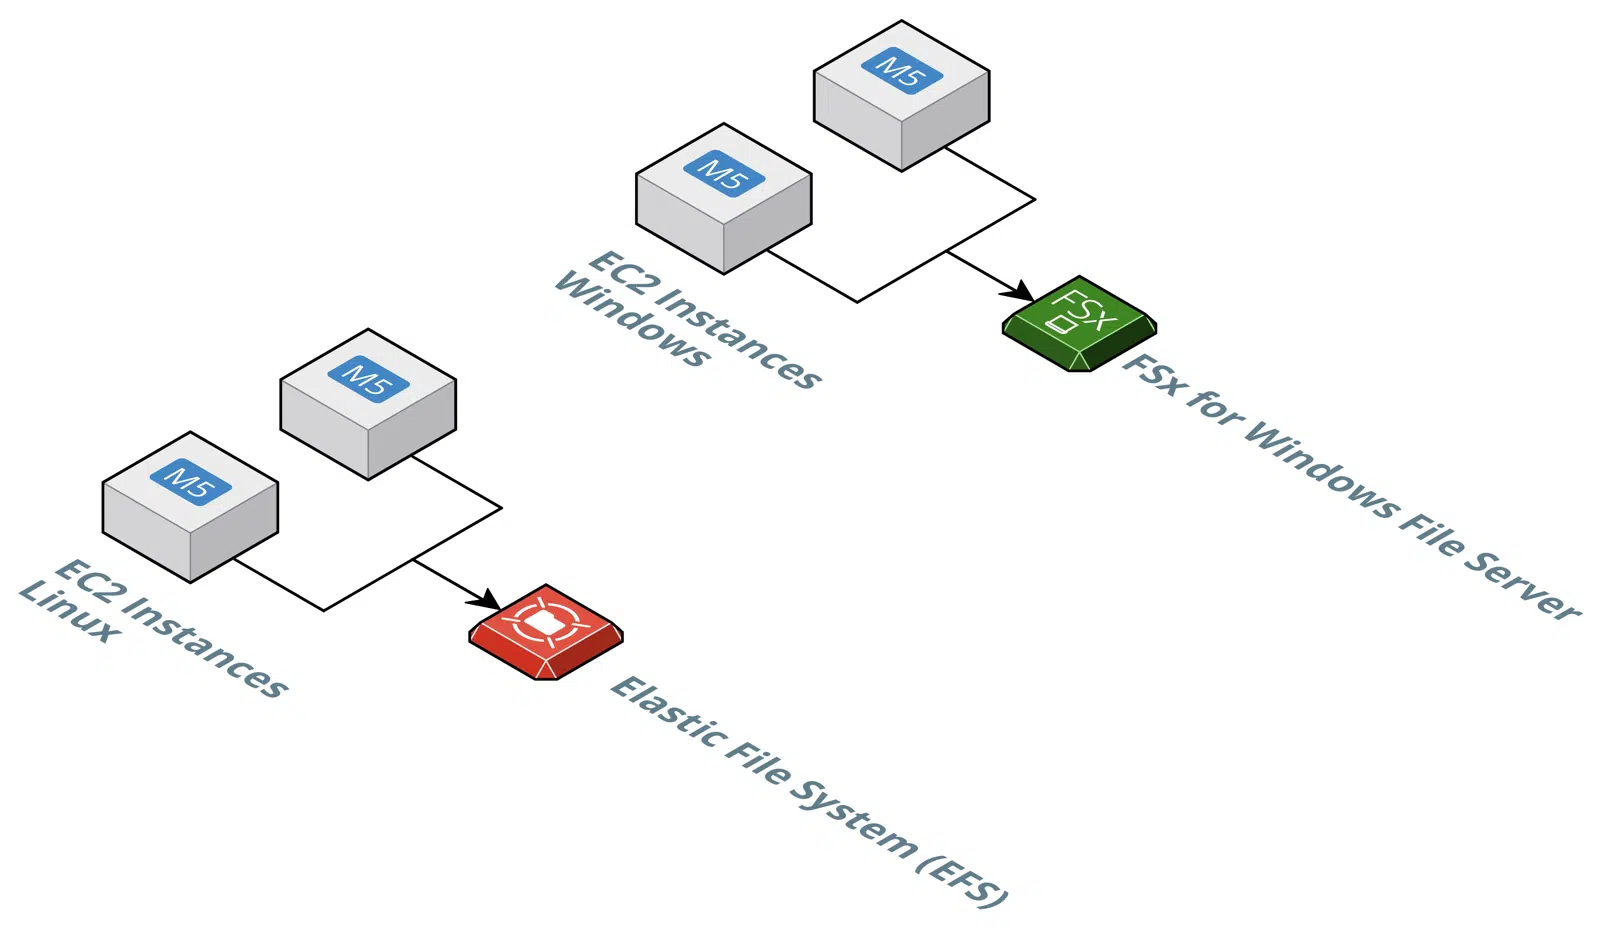 M5
M5
EC2 Instances
Windows
FSx
FSx for Windows File Server
M5
M5
EC2 Instances
Linux
Elastic File System (EFS)